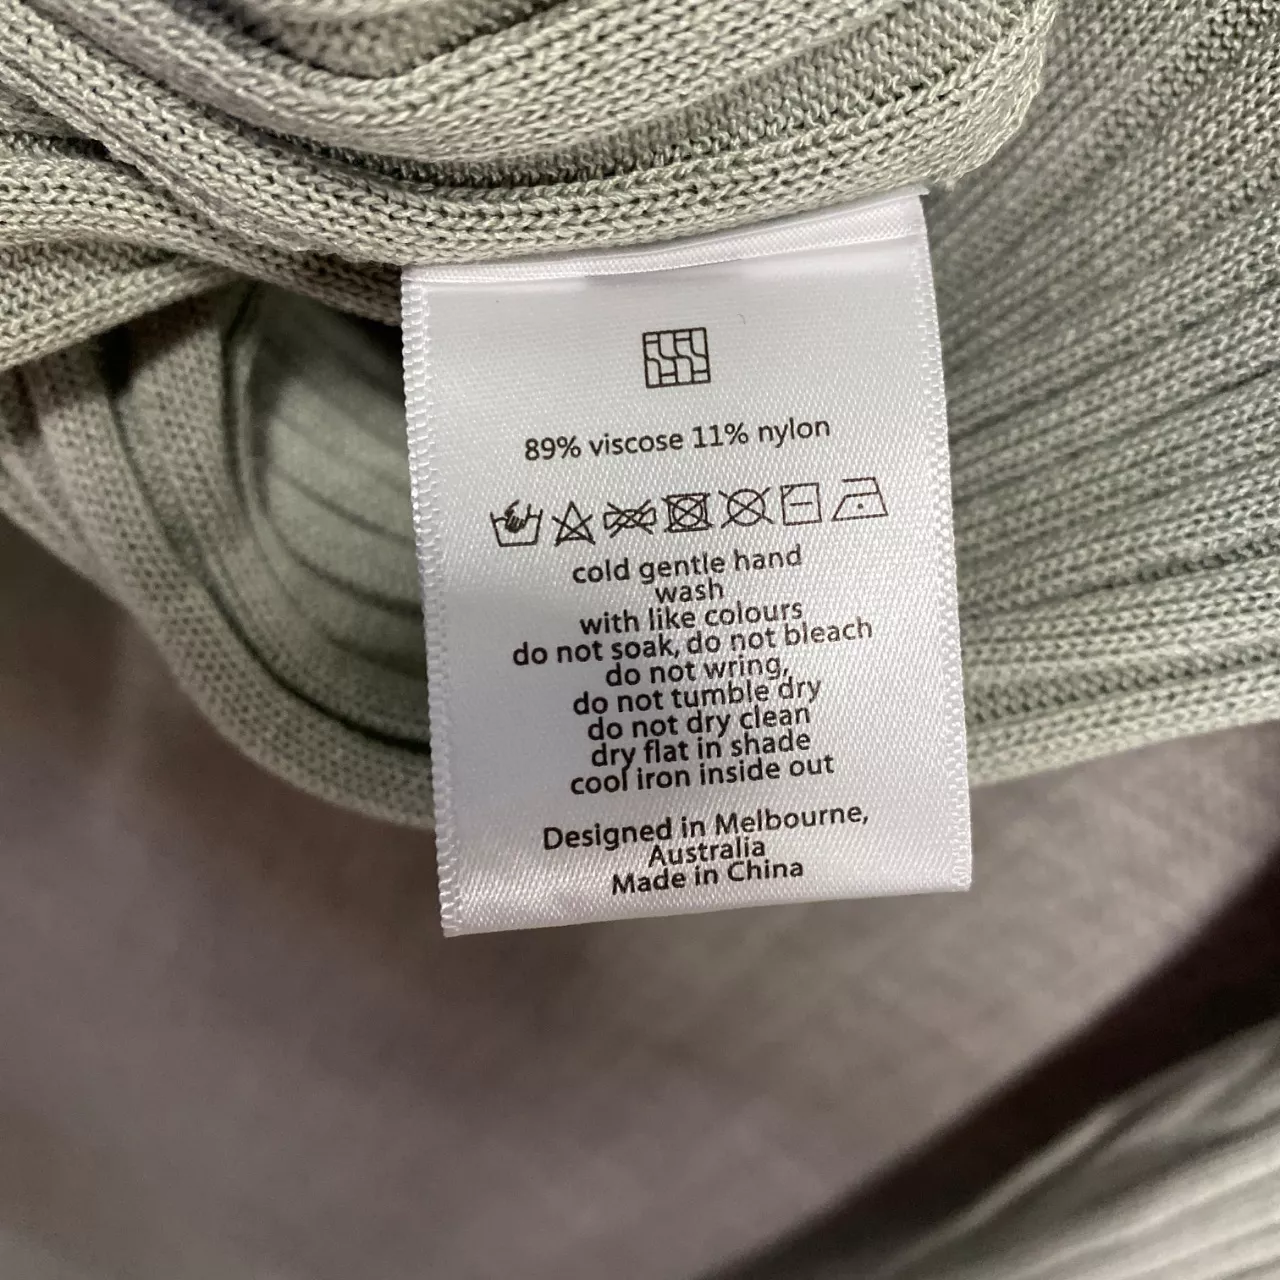 89% viscose 11% nylon
cold gentle hand
wash
with like colours
do not soak, do not bleach
do not wring,
do not tumble dry
do not dry clean
dry flat in shade
cool iron inside out
Designed in Melbourne,
Australia
Made in China